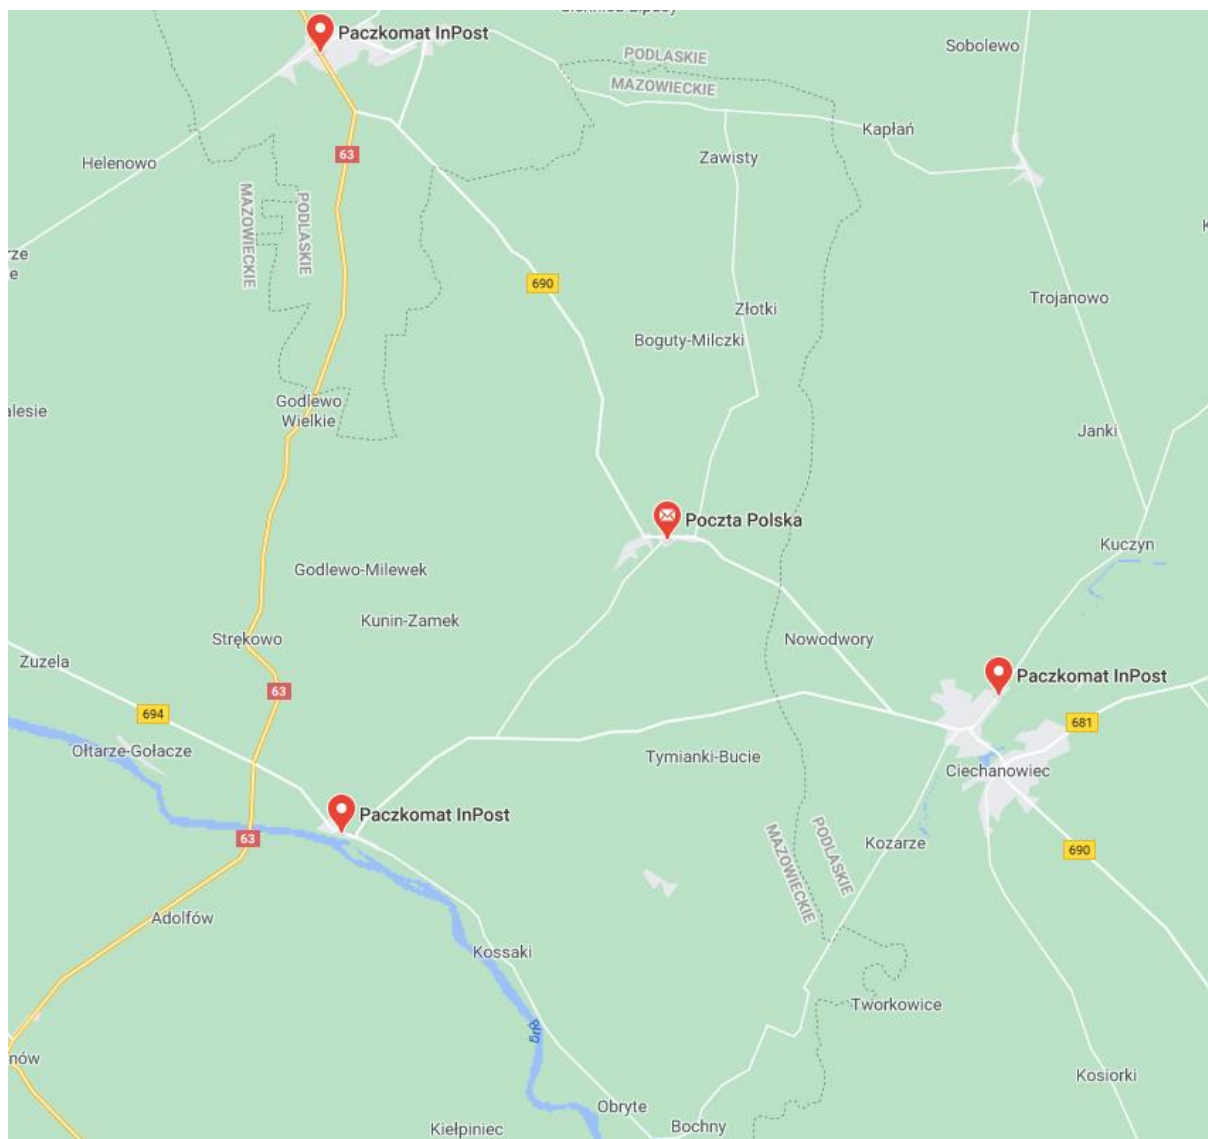 Paczkomat InPost
PODLASKIE
MAZOWIECKIE
Sobolewo
Kapłań
Zawisty
Helenowo
63
MAZOWIECKIE
PODLASKIE
690
Trojanowo
Złotki
Boguty-Milczki
Godlewo
Wielkie
Janki
Poczta Polska
Kuczyn
Godlewo-Milewek
Kunin-Zamek
Strękowo
Nowodwory
Zuzela
Paczkomat InPost
63
694
681
Ołtarze-Gołacze
Tymianki-Bucie
Ciechanowiec
Paczkomat InPost
63
MAZOWIECKIE
PODLASKIE
Kozarze
690
Adolfów
Kossaki
Tworkowice
Bug
nów
Kosiorki
Obryte
Bochny
Kiełpiniec